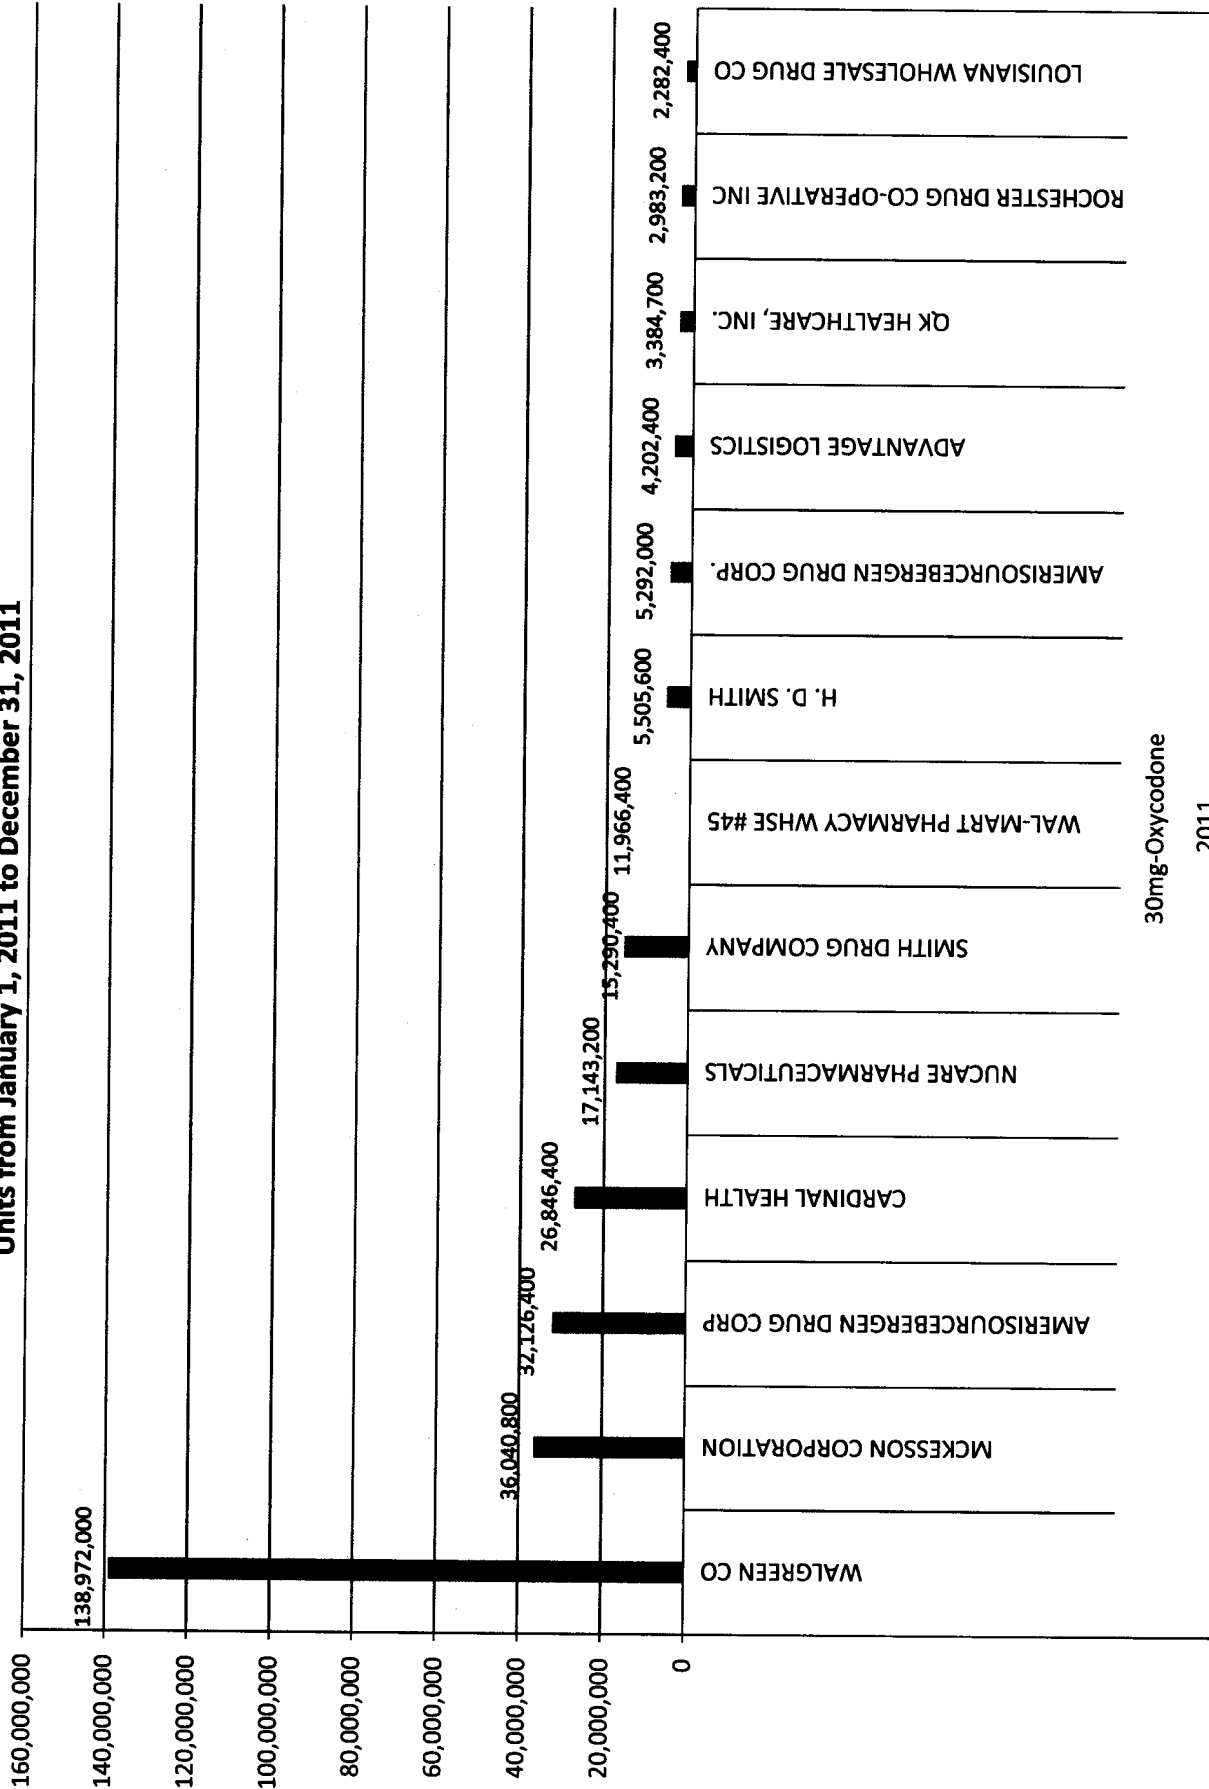 Units from January 1, 2011 to December 31, 2011
160,000,000
140,000,000
120,000,000
100,000,000
80,000,000
60,000,000
40,000,000
20,000,000
0
138,972,000
36,040,800
32,126,400
26,846,400
17,143,200
15,290,400
11,966,400
5,505,600
5,292,000
4,202,400
3,384,700
2,983,200
2,282,400
WALGREEN CO
MCKESSON CORPORATION
AMERISOURCEBERGEN DRUG CORP
CARDINAL HEALTH
NUCARE PHARMACEUTICALS
SMITH DRUG COMPANY
WAL-MART PHARMACY WHSE #45
H. D. SMITH
AMERISOURCEBERGEN DRUG CORP.
ADVANTAGE LOGISTICS
QK HEALTHCARE, INC.
ROCHESTER DRUG CO-OPERATIVE INC
LOUISIANA WHOLESALE DRUG CO
30mg-Oxycodone
2011